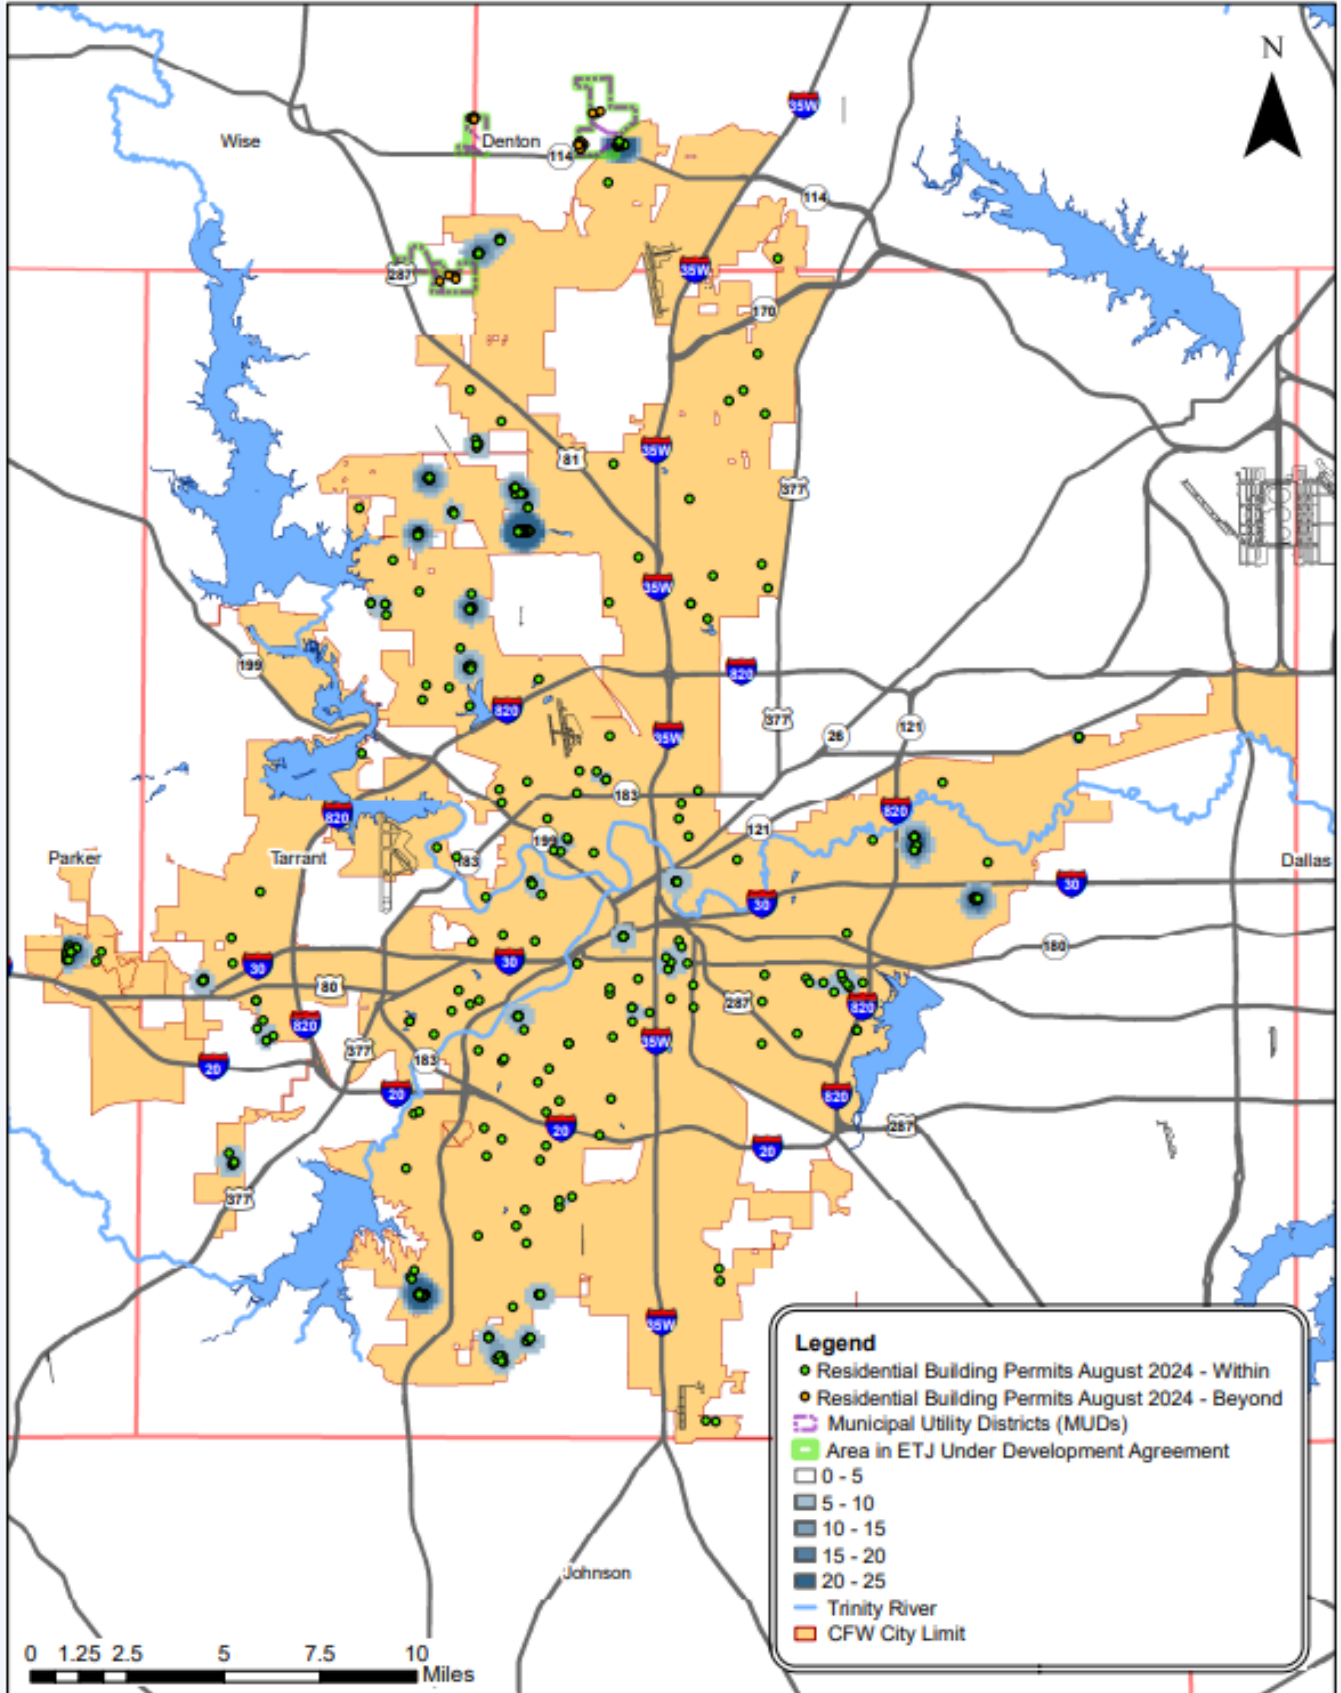 N
35W
Wise
Denton
114
114
287
35W
170
35W
81
377
35W
199
820
820
377
26
121
35W
183
820
820
121
199
183
Parker
Tarrant
Dallas
30
30
180
30
30
80
287
820
820
35W
377
183
20
20
820
20
287
20
377
35W
Legend
Residential Building Permits August 2024 - Within
Residential Building Permits August 2024 - Beyond
Municipal Utility Districts (MUDs)
Area in ETJ Under Development Agreement
0 - 5
5 - 10
10 - 15
15 - 20
20 - 25
Trinity River
CFW City Limit
Johnson
0 1.25 2.5 5 7.5 10
Miles